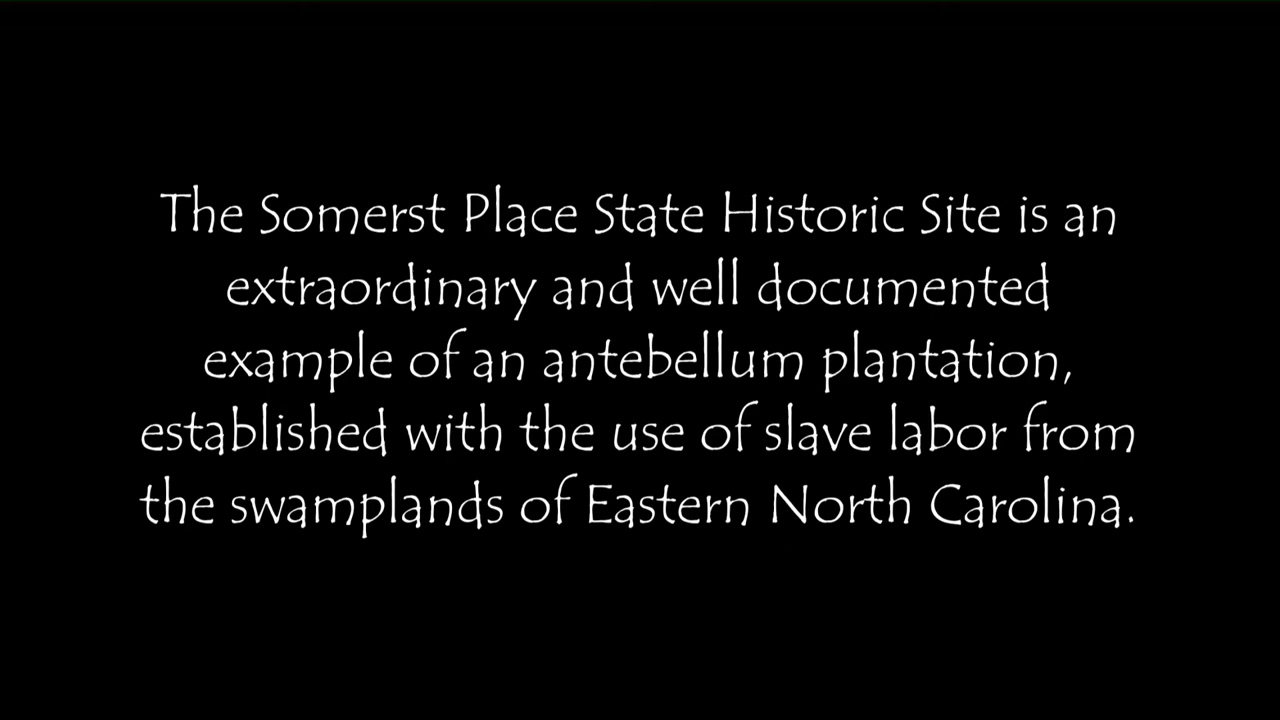 The Somerst Place State Historic Site is an
extraordinary and well documented
example of an antebellum plantation,
established with the use of slave labor from
the swamplands of Eastern North Carolina.